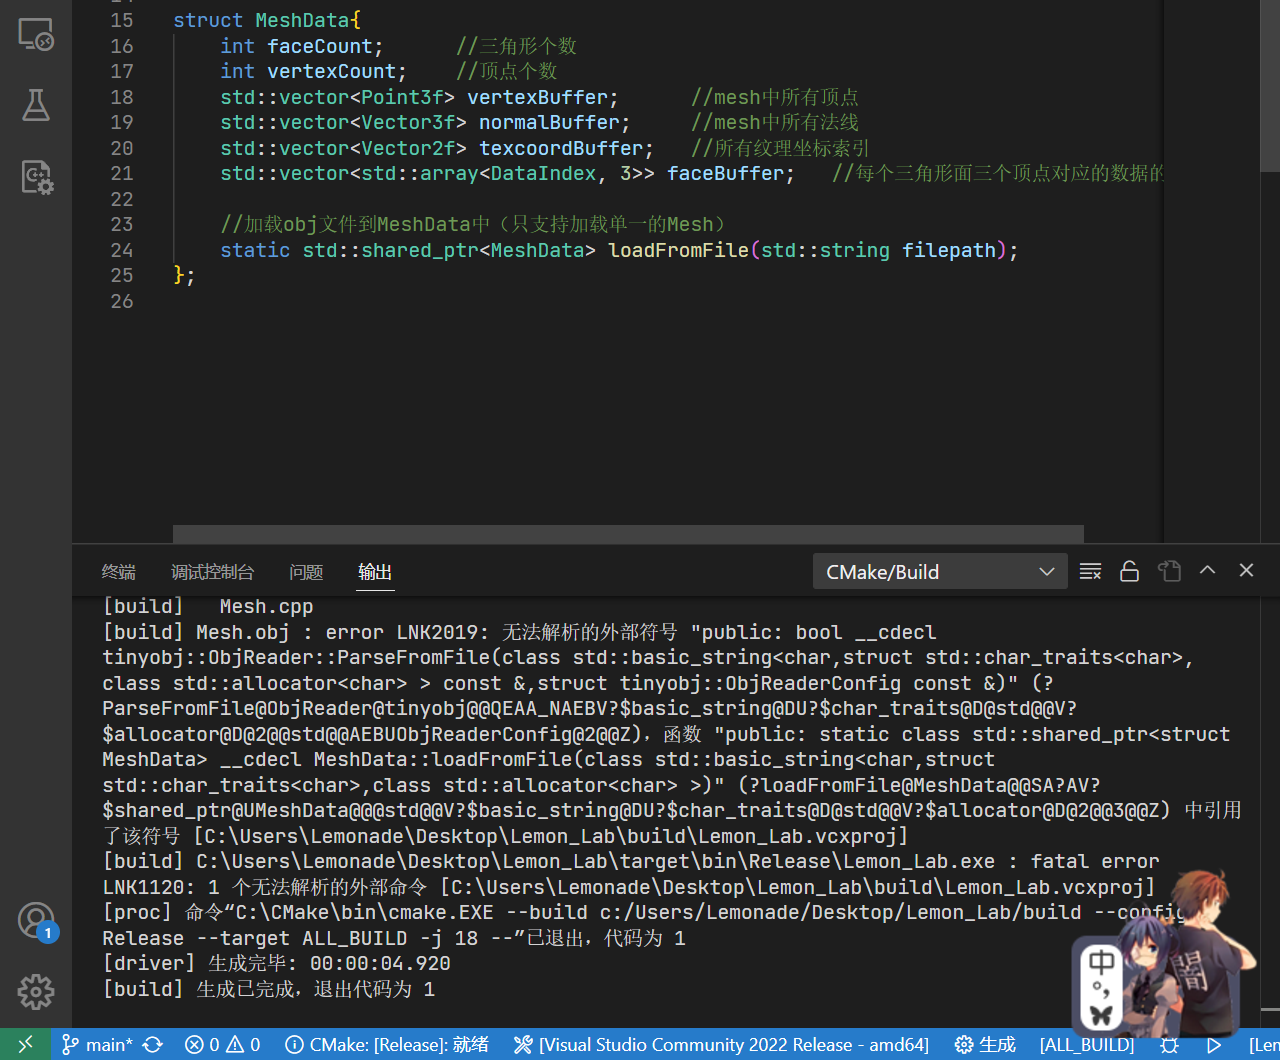 15 struct MeshData{
16 int faceCount; //三角形个数
17 int vertexCount; //顶点个数
18 std::vector<Point3f> vertexBuffer; //mesh中所有顶点
19 std::vector<Vector3f> normalBuffer; //mesh中所有法线
20 std::vector<Vector2f> texcoordBuffer; //所有纹理坐标索引
21 std::vector<std::array<DataIndex, 3>> faceBuffer; //每个三角形面三个顶点对应的数据的
22
23 //加载obj文件到MeshData中（只支持加载单一的Mesh）
24 static std::shared_ptr<MeshData> loadFromFile(std::string filepath);
25 };
26
终端 调试控制台 问题 输出 CMake/Build
[build] Mesh.cpp
[build] Mesh.obj : error LNK2019: 无法解析的外部符号 "public: bool __cdecl
tinyobj::ObjReader::ParseFromFile(class std::basic_string<char,struct std::char_traits<char>,
class std::allocator<char> > const &,struct tinyobj::ObjReaderConfig const &)" (?
ParseFromFile@ObjReader@tinyobj@@QEAA_NAEBV?$basic_string@DU?$char_traits@D@std@@V?
$allocator@D@2@@std@@AEBUObjReaderConfig@2@@Z)，函数 "public: static class std::shared_ptr<struct
MeshData> __cdecl MeshData::loadFromFile(class std::basic_string<char,struct
std::char_traits<char>,class std::allocator<char> >)" (?loadFromFile@MeshData@@SA?AV?
$shared_ptr@UMeshData@@@std@@V?$basic_string@DU?$char_traits@D@std@@V?$allocator@D@2@@3@@Z) 中引用
了该符号 [C:\Users\Lemonade\Desktop\Lemon_Lab\build\Lemon_Lab.vcxproj]
[build] C:\Users\Lemonade\Desktop\Lemon_Lab\target\bin\Release\Lemon_Lab.exe : fatal error
LNK1120: 1 个无法解析的外部命令 [C:\Users\Lemonade\Desktop\Lemon_Lab\build\Lemon_Lab.vcxproj]
[proc] 命令“C:\CMake\bin\cmake.EXE --build c:/Users/Lemonade/Desktop/Lemon_Lab/build --config
Release --target ALL_BUILD -j 18 --”已退出，代码为 1
[driver] 生成完毕: 00:00:04.920
[build] 生成已完成，退出代码为 1
中
闇
1
main* 0 0 CMake: [Release]: 就绪 [Visual Studio Community 2022 Release - amd64] 生成 [ALL_BUILD] [Len